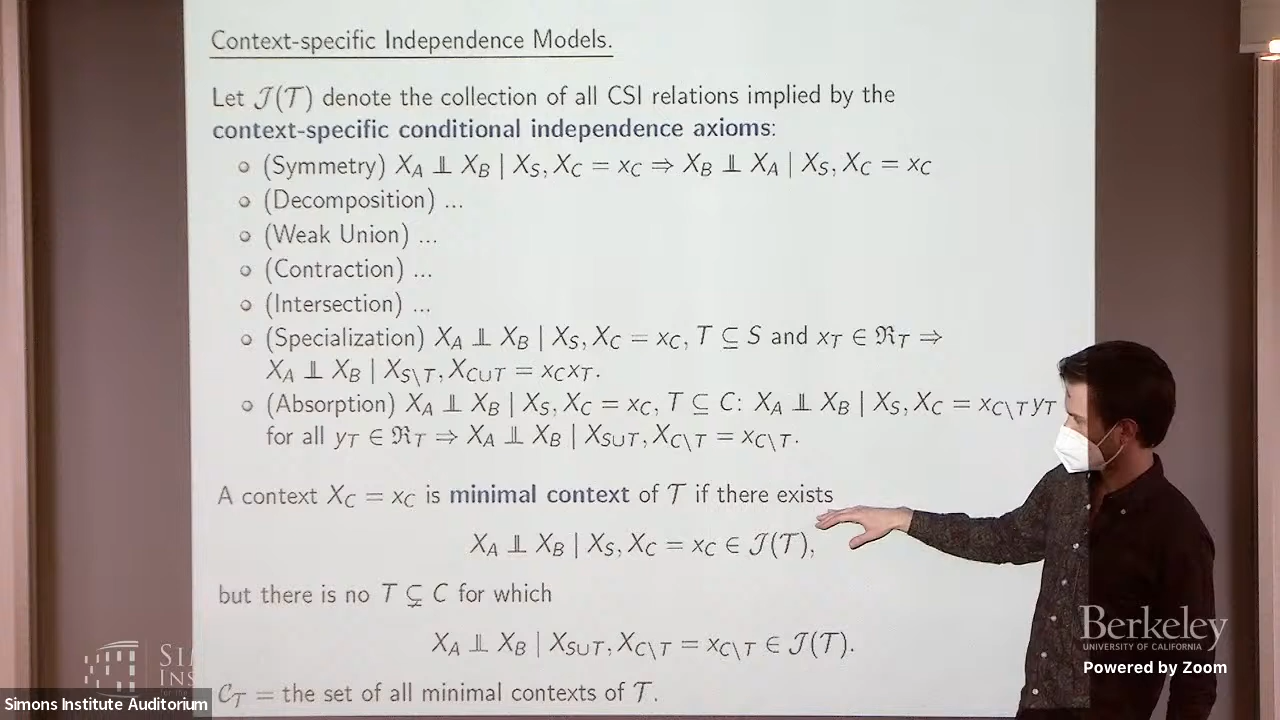 Context-specific Independence Models.
Let 𝒥(𝒯) denote the collection of all CSI relations implied by the
context-specific conditional independence axioms:
(Symmetry) X_A ⫫ X_B | X_S, X_C = x_C ⇒ X_B ⫫ X_A | X_S, X_C = x_C
(Decomposition) ...
(Weak Union) ...
(Contraction) ...
(Intersection) ...
(Specialization) X_A ⫫ X_B | X_S, X_C = x_C, T ⊆ S and x_T ∈ ℜ_T ⇒
X_A ⫫ X_B | X_{S\T}, X_{C∪T} = x_C x_T.
(Absorption) X_A ⫫ X_B | X_S, X_C = x_C, T ⊆ C: X_A ⫫ X_B | X_S, X_C = x_{C\T} y_T
for all y_T ∈ ℜ_T ⇒ X_A ⫫ X_B | X_{S∪T}, X_{C\T} = x_{C\T}.
A context X_C = x_C is minimal context of 𝒯 if there exists
X_A ⫫ X_B | X_S, X_C = x_C ∈ 𝒥(𝒯),
but there is no T ⊊ C for which
X_A ⫫ X_B | X_{S∪T}, X_{C\T} = x_{C\T} ∈ 𝒥(𝒯).
𝒞_𝒯 = the set of all minimal contexts of 𝒯.
Berkeley
UNIVERSITY OF CALIFORNIA
Powered by Zoom
Simons Institute Auditorium